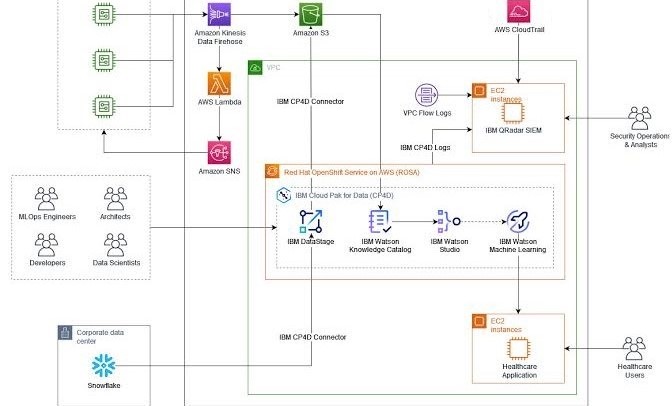 Amazon Kinesis
Data Firehose
Amazon S3
AWS CloudTrail
VPC
AWS Lambda
IBM CP4D Connector
VPC Flow Logs
EC2
instances
IBM QRadar SIEM
Security Operations
& Analysts
IBM CP4D Logs
Amazon SNS
Red Hat OpenShift Service on AWS (ROSA)
IBM Cloud Pak for Data (CP4D)
MLOps Engineers
Architects
Developers
Data Scientists
IBM DataStage
IBM Watson
Knowledge Catalog
IBM Watson
Studio
IBM Watson
Machine Learning
Corporate data
center
Snowflake
IBM CP4D Connector
EC2
instances
Healthcare
Application
Healthcare
Users